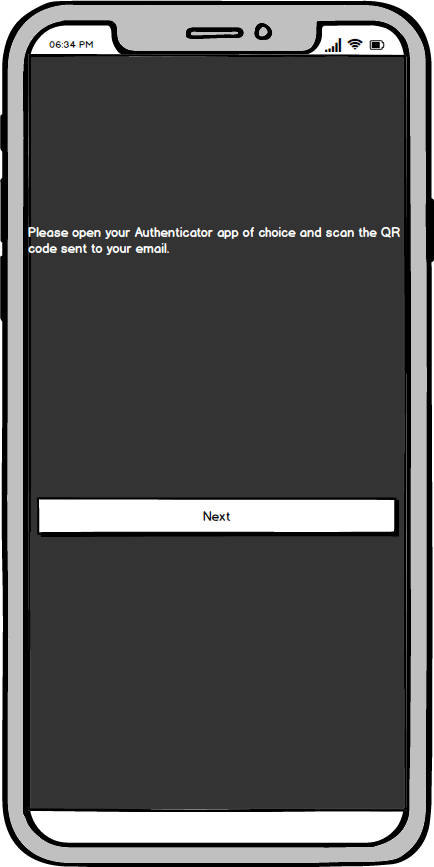 06:34 PM
Please open your Authenticator app of choice and scan the QR
code sent to your email.
Next